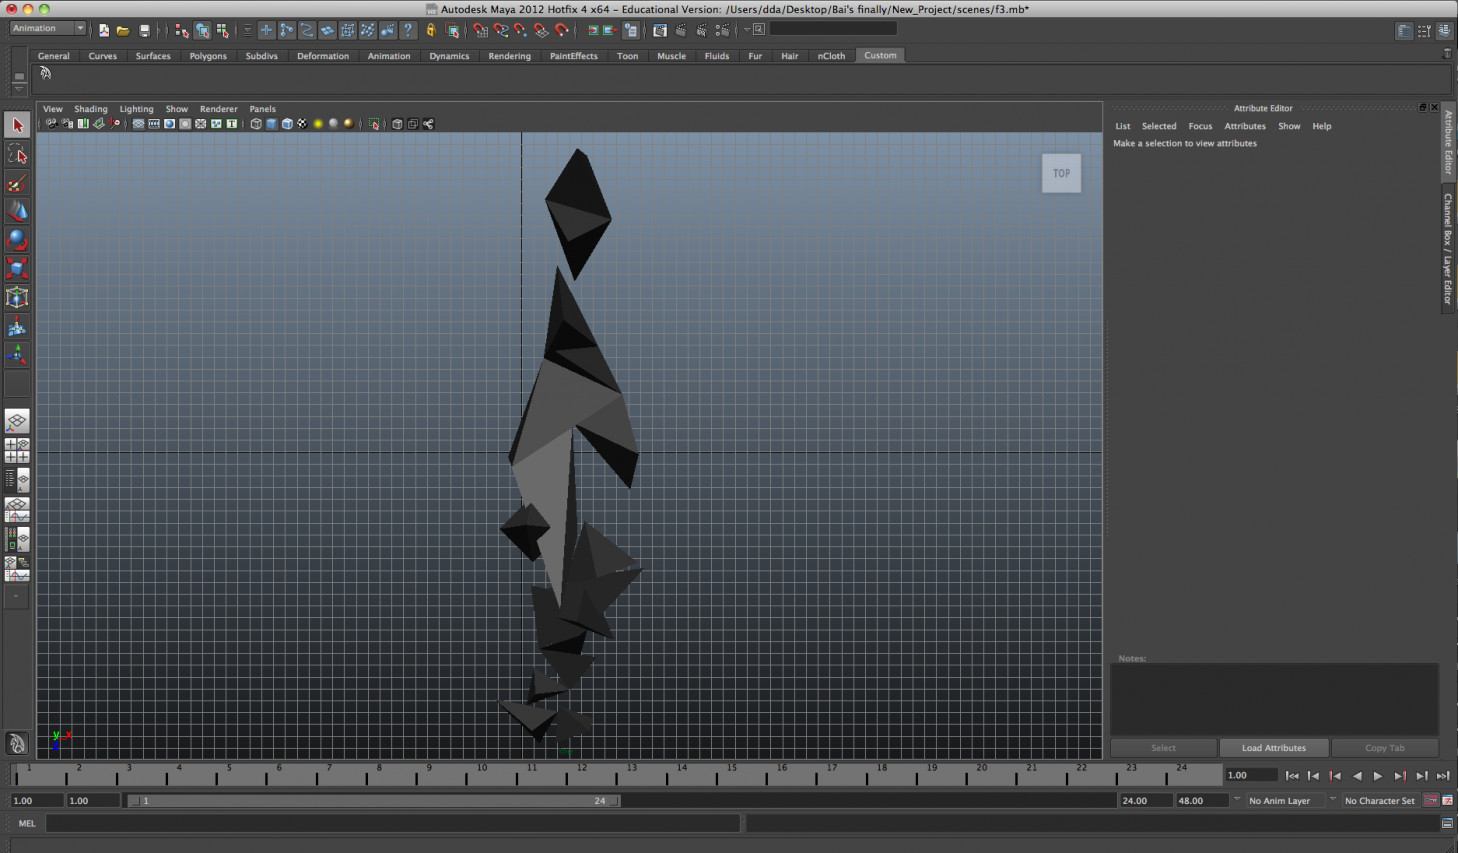 Autodesk Maya 2012 Hotfix 4 x64 – Educational Version: /Users/dda/Desktop/Bai's finally/New_Project/scenes/f3.mb*
Animation
General Curves Surfaces Polygons Subdivs Deformation Animation Dynamics Rendering PaintEffects Toon Muscle Fluids Fur Hair nCloth Custom
View Shading Lighting Show Renderer Panels
Attribute Editor
List Selected Focus Attributes Show Help
Make a selection to view attributes
TOP
Attribute Editor
Channel Box / Layer Editor
y x
Notes:
Select Load Attributes Copy Tab
1 2 3 4 5 6 7 8 9 10 11 12 13 14 15 16 17 18 19 20 21 22 23 24 1.00
1.00 1.00 1 24 24.00 48.00 No Anim Layer No Character Set
MEL